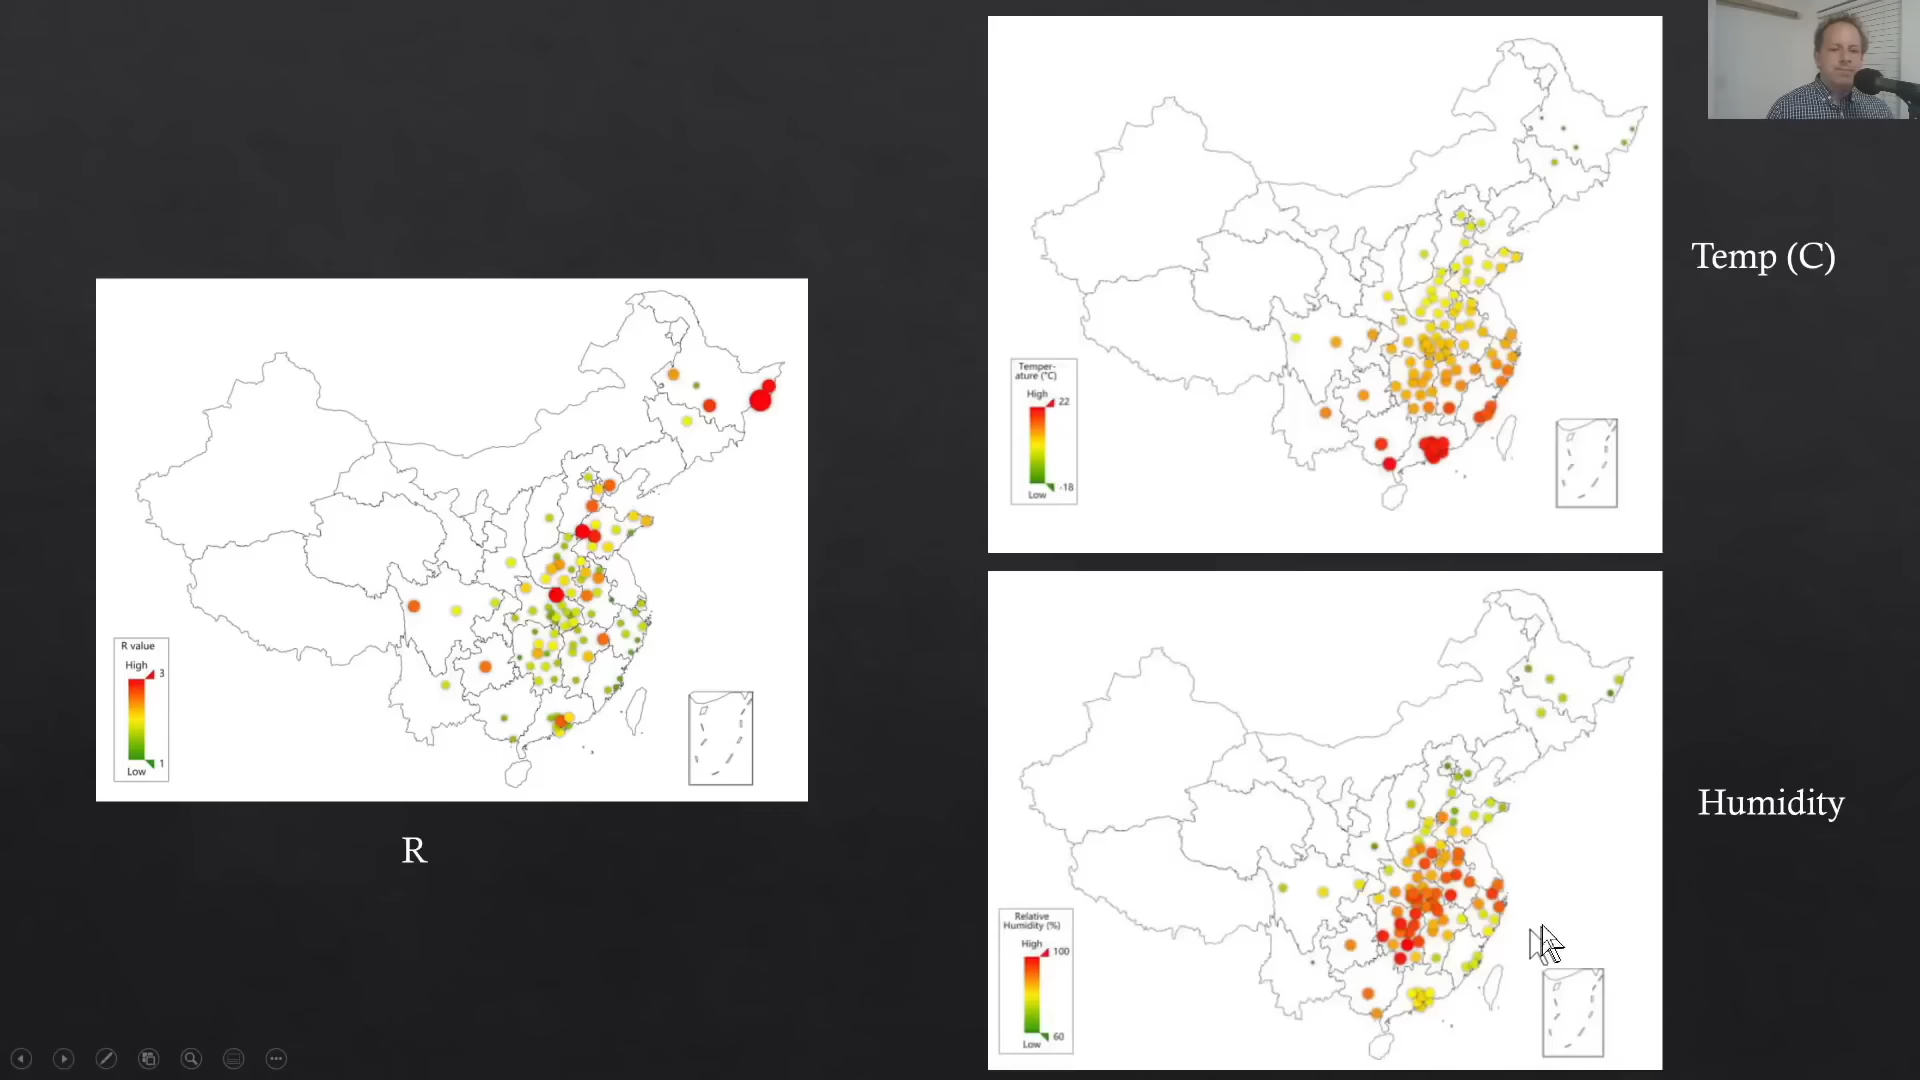 R value
High
3
1
Low
R
Temper-
ature (°C)
High
22
-18
Low
Temp (C)
Relative
Humidity (%)
High
100
60
Low
Humidity